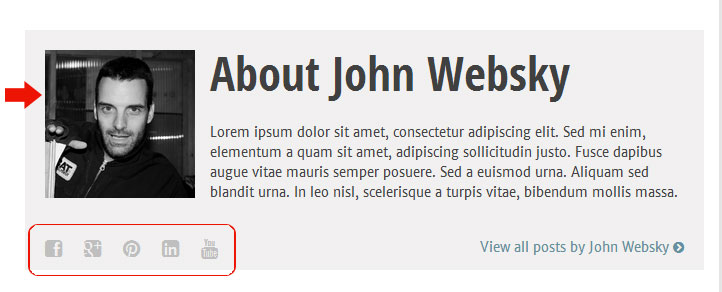 About John Websky
Lorem ipsum dolor sit amet, consectetur adipiscing elit. Sed mi enim,
elementum a quam sit amet, adipiscing sollicitudin justo. Fusce dapibus
augue vitae mauris semper posuere. Sed a euismod urna. Aliquam sed
blandit urna. In leo nisl, scelerisque a turpis vitae, bibendum mollis massa.
AT
f g+ p in You Tube
View all posts by John Websky